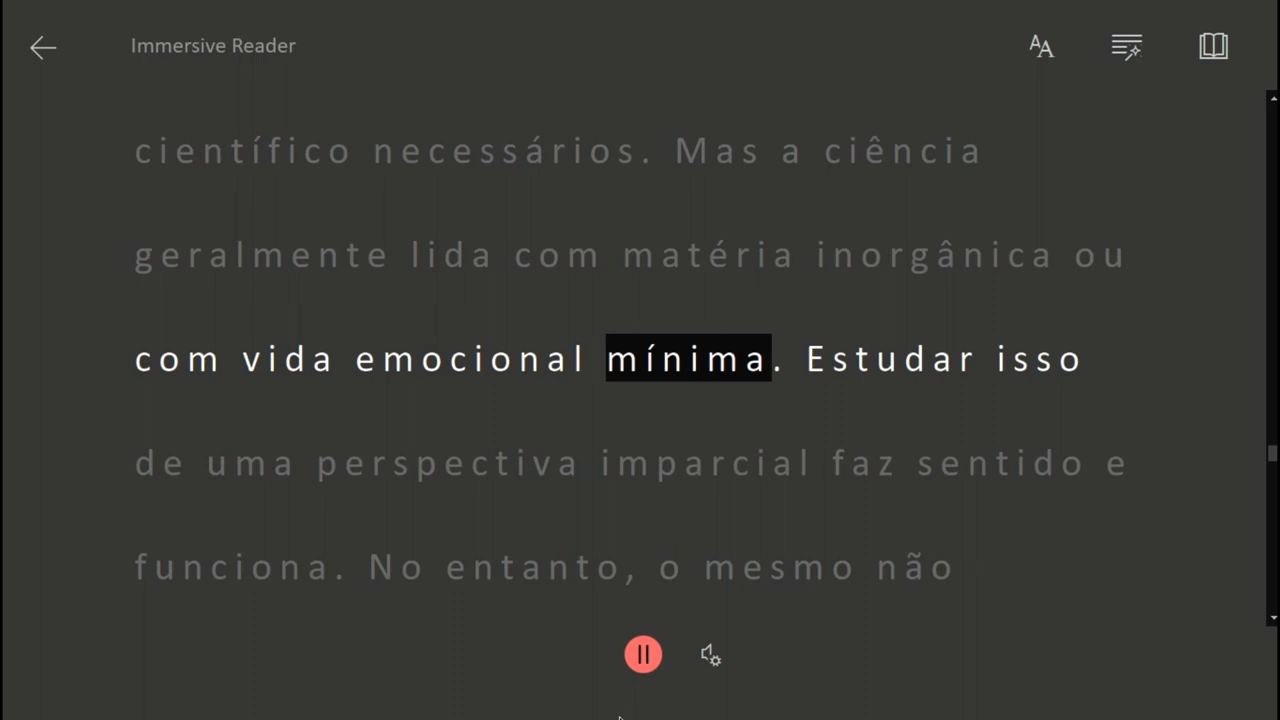 Immersive Reader
científico necessários. Mas a ciência
geralmente lida com matéria inorgânica ou
com vida emocional mínima. Estudar isso
de uma perspectiva imparcial faz sentido e
funciona. No entanto, o mesmo não